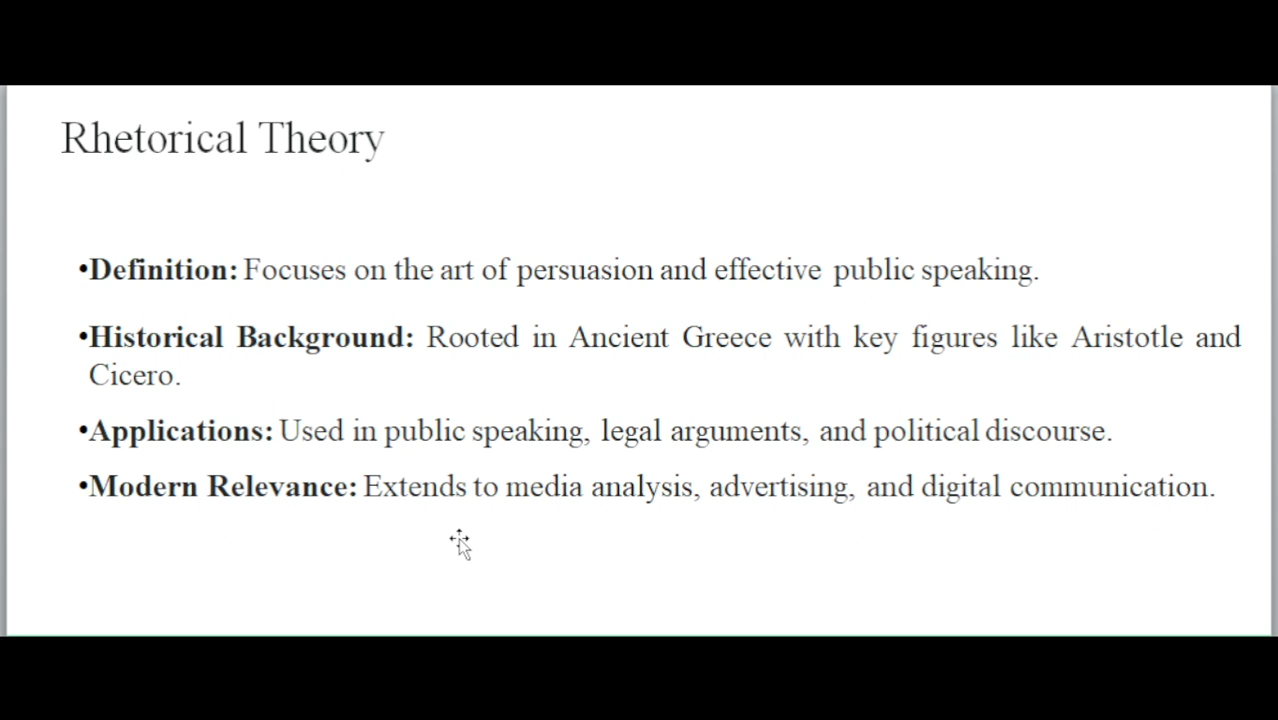 Rhetorical Theory
•Definition: Focuses on the art of persuasion and effective public speaking.
•Historical Background: Rooted in Ancient Greece with key figures like Aristotle and
Cicero.
•Applications: Used in public speaking, legal arguments, and political discourse.
•Modern Relevance: Extends to media analysis, advertising, and digital communication.